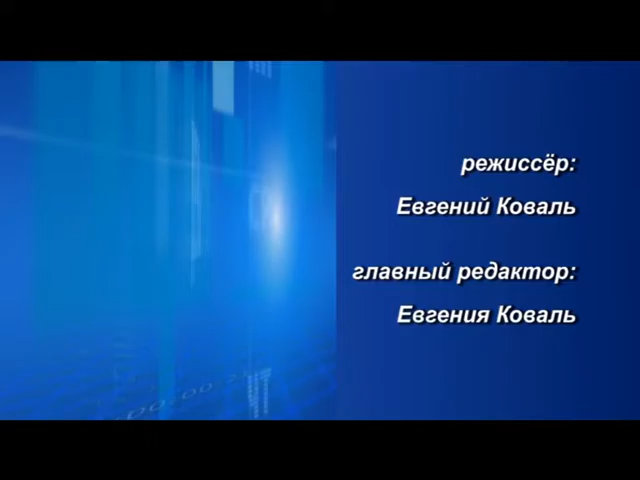 режиссёр:
Евгений Коваль
главный редактор:
Евгения Коваль